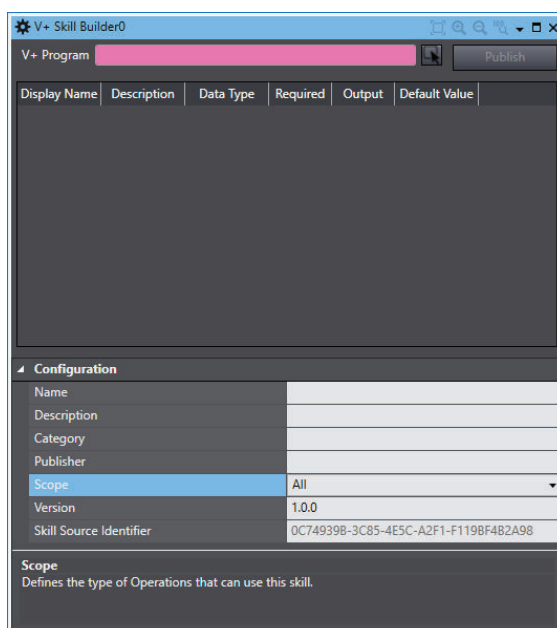 V+ Skill Builder0
V+ Program Publish
Display Name Description Data Type Required Output Default Value
Configuration
Name
Description
Category
Publisher
Scope All
Version 1.0.0
Skill Source Identifier 0C74939B-3C85-4E5C-A2F1-F119BF4B2A98
Scope
Defines the type of Operations that can use this skill.